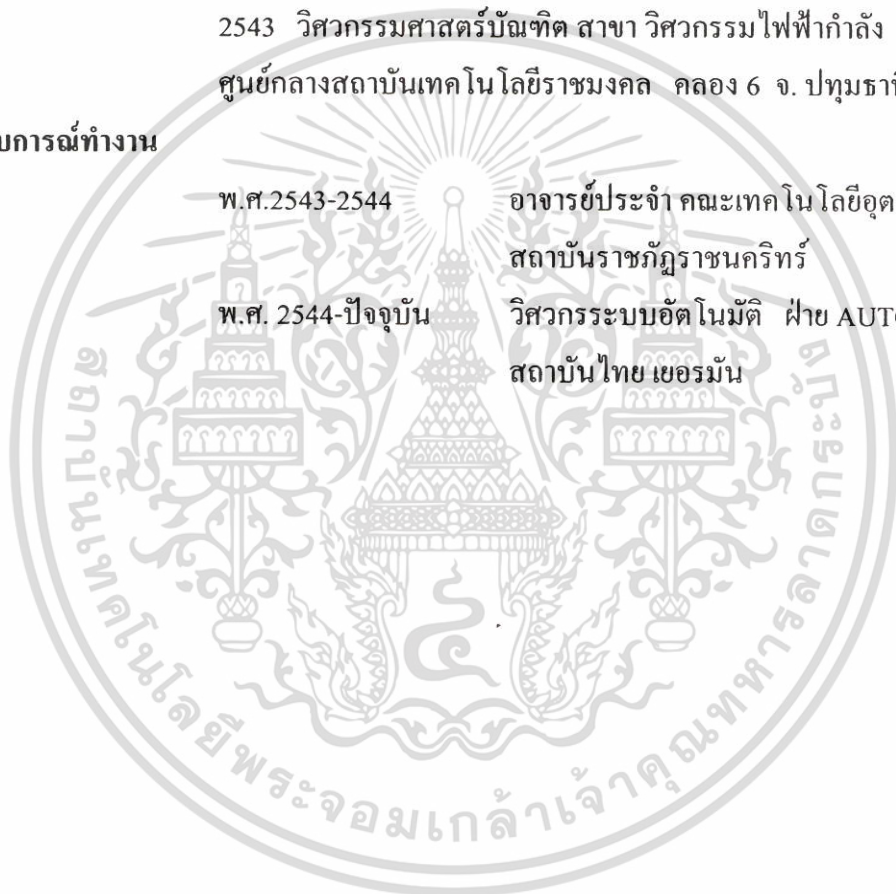 2543 วิศวกรรมศาสตร์บัณฑิต สาขา วิศวกรรมไฟฟ้ากำลัง
ศูนย์กลางสถาบันเทคโนโลยีราชมงคล คลอง 6 จ. ปทุมธานี
บการณ์ทำงาน
พ.ศ.2543-2544 อาจารย์ประจำ คณะเทคโนโลยีอุต
สถาบันราชภัฏราชนครินทร์
พ.ศ. 2544-ปัจจุบัน วิศวกรระบบอัตโนมัติ ฝ่าย AUT
สถาบันไทย เยอรมัน
สถาบันเทคโนโลยีพระจอมเกล้าเจ้าคุณทหารลาดกระบัง